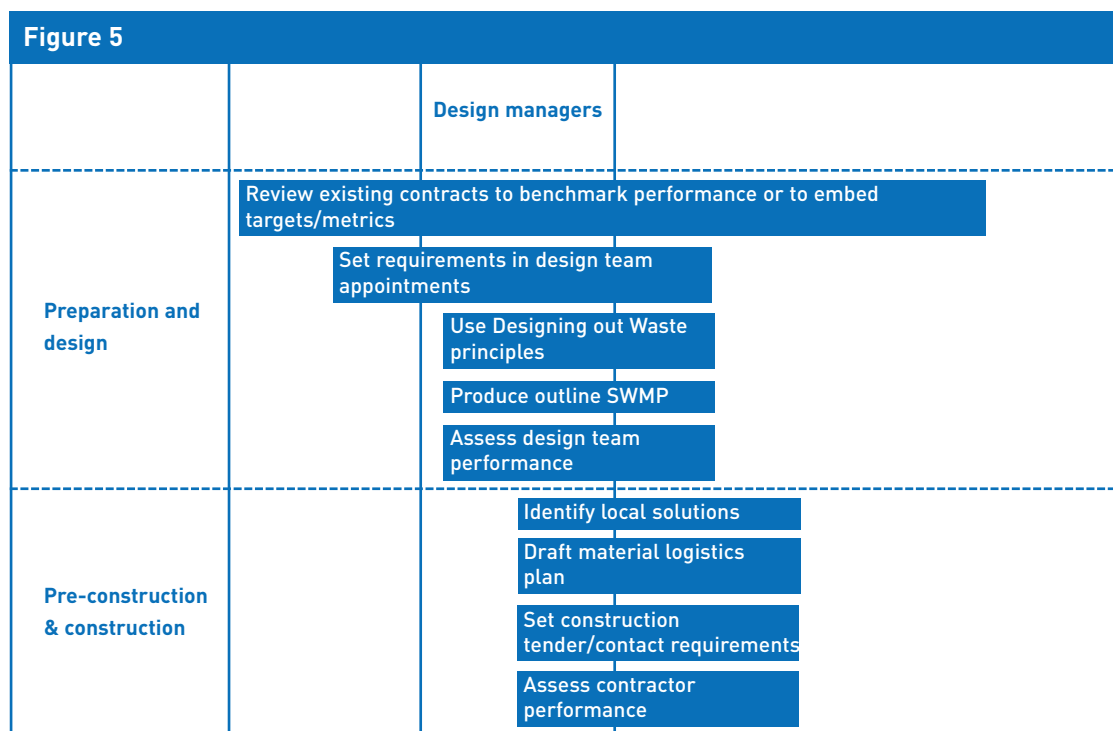 Figure 5
Design managers
Preparation and
design
Review existing contracts to benchmark performance or to embed
targets/metrics
Set requirements in design team
appointments
Use Designing out Waste
principles
Produce outline SWMP
Assess design team
performance
Pre-construction
& construction
Identify local solutions
Draft material logistics
plan
Set construction
tender/contact requirements
Assess contractor
performance